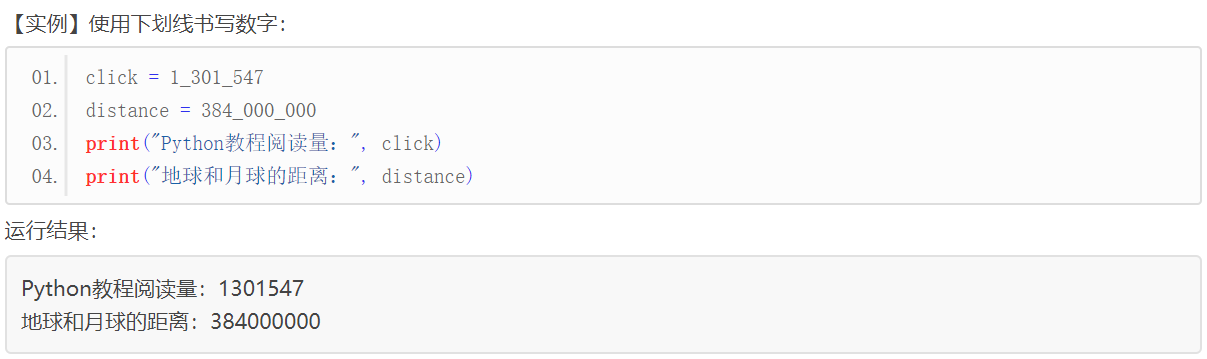 【实例】使用下划线书写数字：
01. click = 1_301_547
02. distance = 384_000_000
03. print("Python教程阅读量：", click)
04. print("地球和月球的距离：", distance)
运行结果：
Python教程阅读量：1301547
地球和月球的距离：384000000